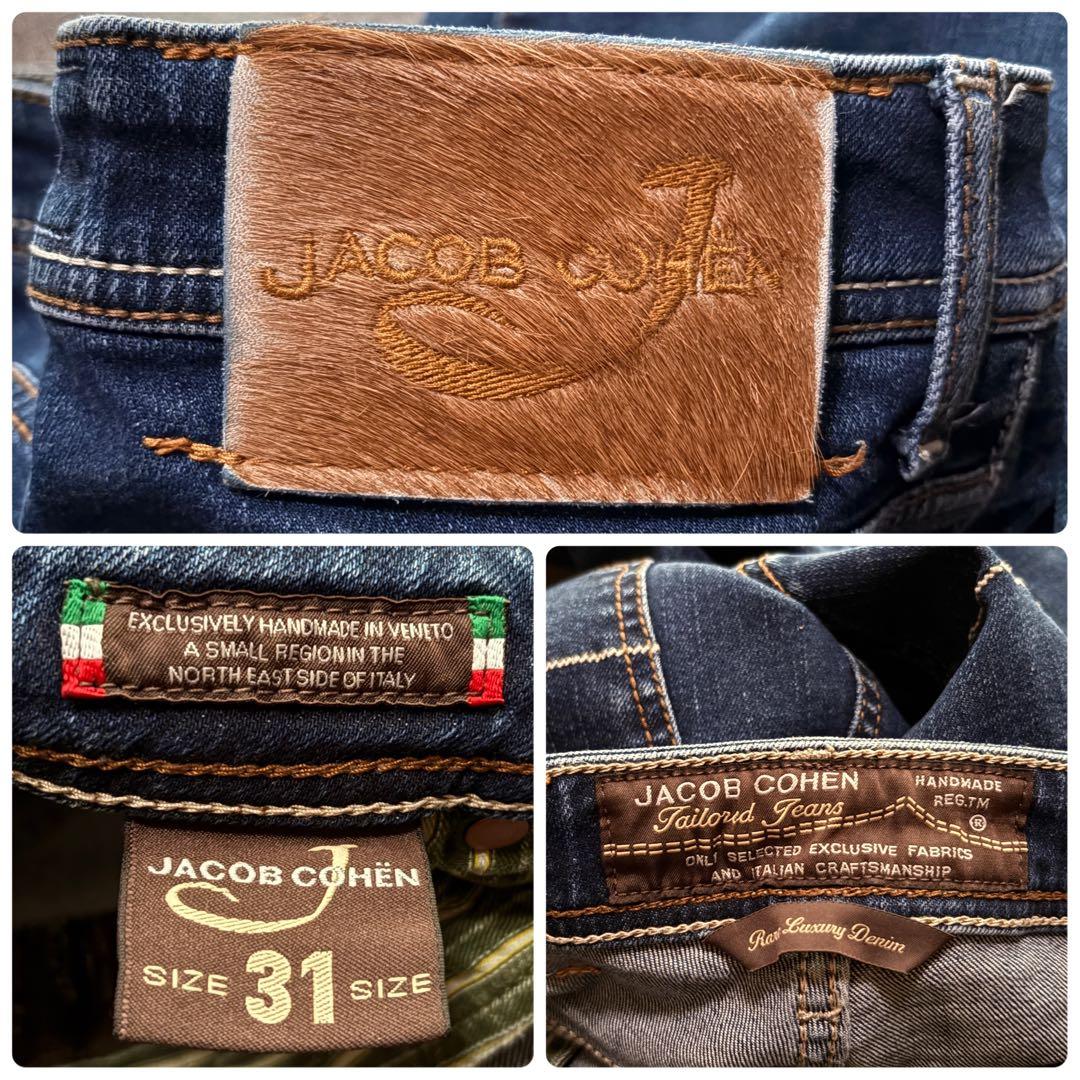 JACOB COHEN
J
EXCLUSIVELY HANDMADE IN VENETO
A SMALL REGION IN THE
NORTH EAST SIDE OF ITALY
J
JACOB COHËN
SIZE 31 SIZE
JACOB COHEN HANDMADE
Tailored Jeans REG.TM
®
ONLY SELECTED EXCLUSIVE FABRICS
AND ITALIAN CRAFTSMANSHIP
Rare Luxury Denim